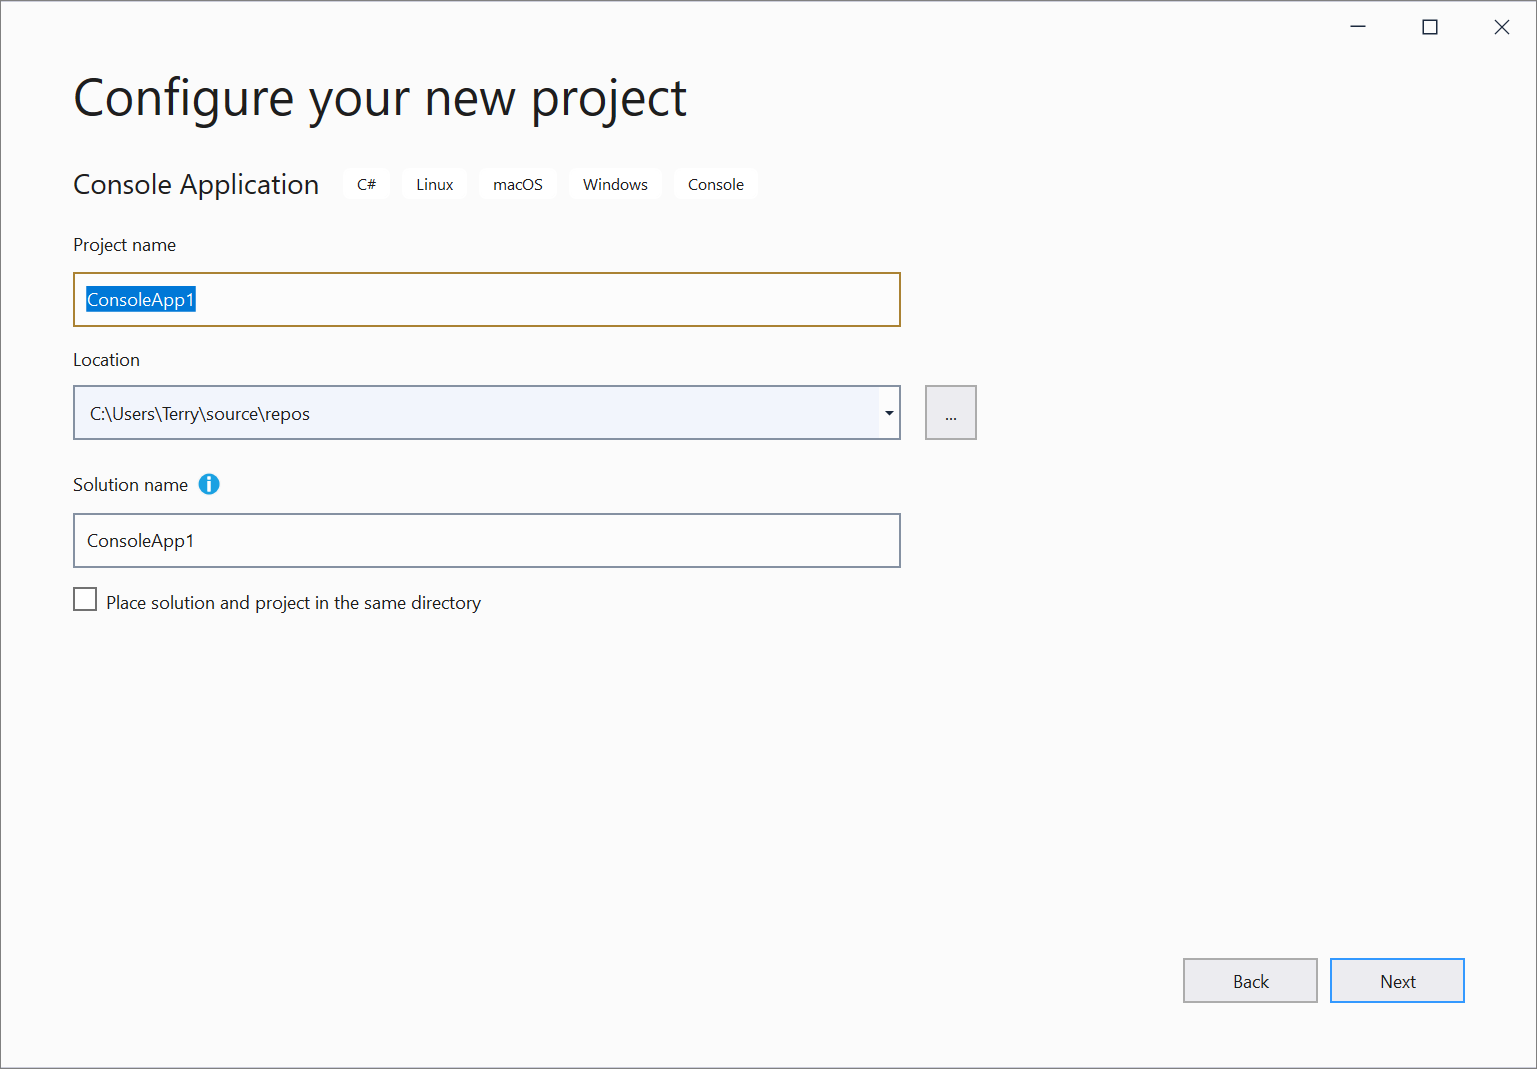 Configure your new project
Console Application C# Linux macOS Windows Console
Project name
ConsoleApp1
Location
C:\Users\Terry\source\repos
...
Solution name
ConsoleApp1
Place solution and project in the same directory
Back Next